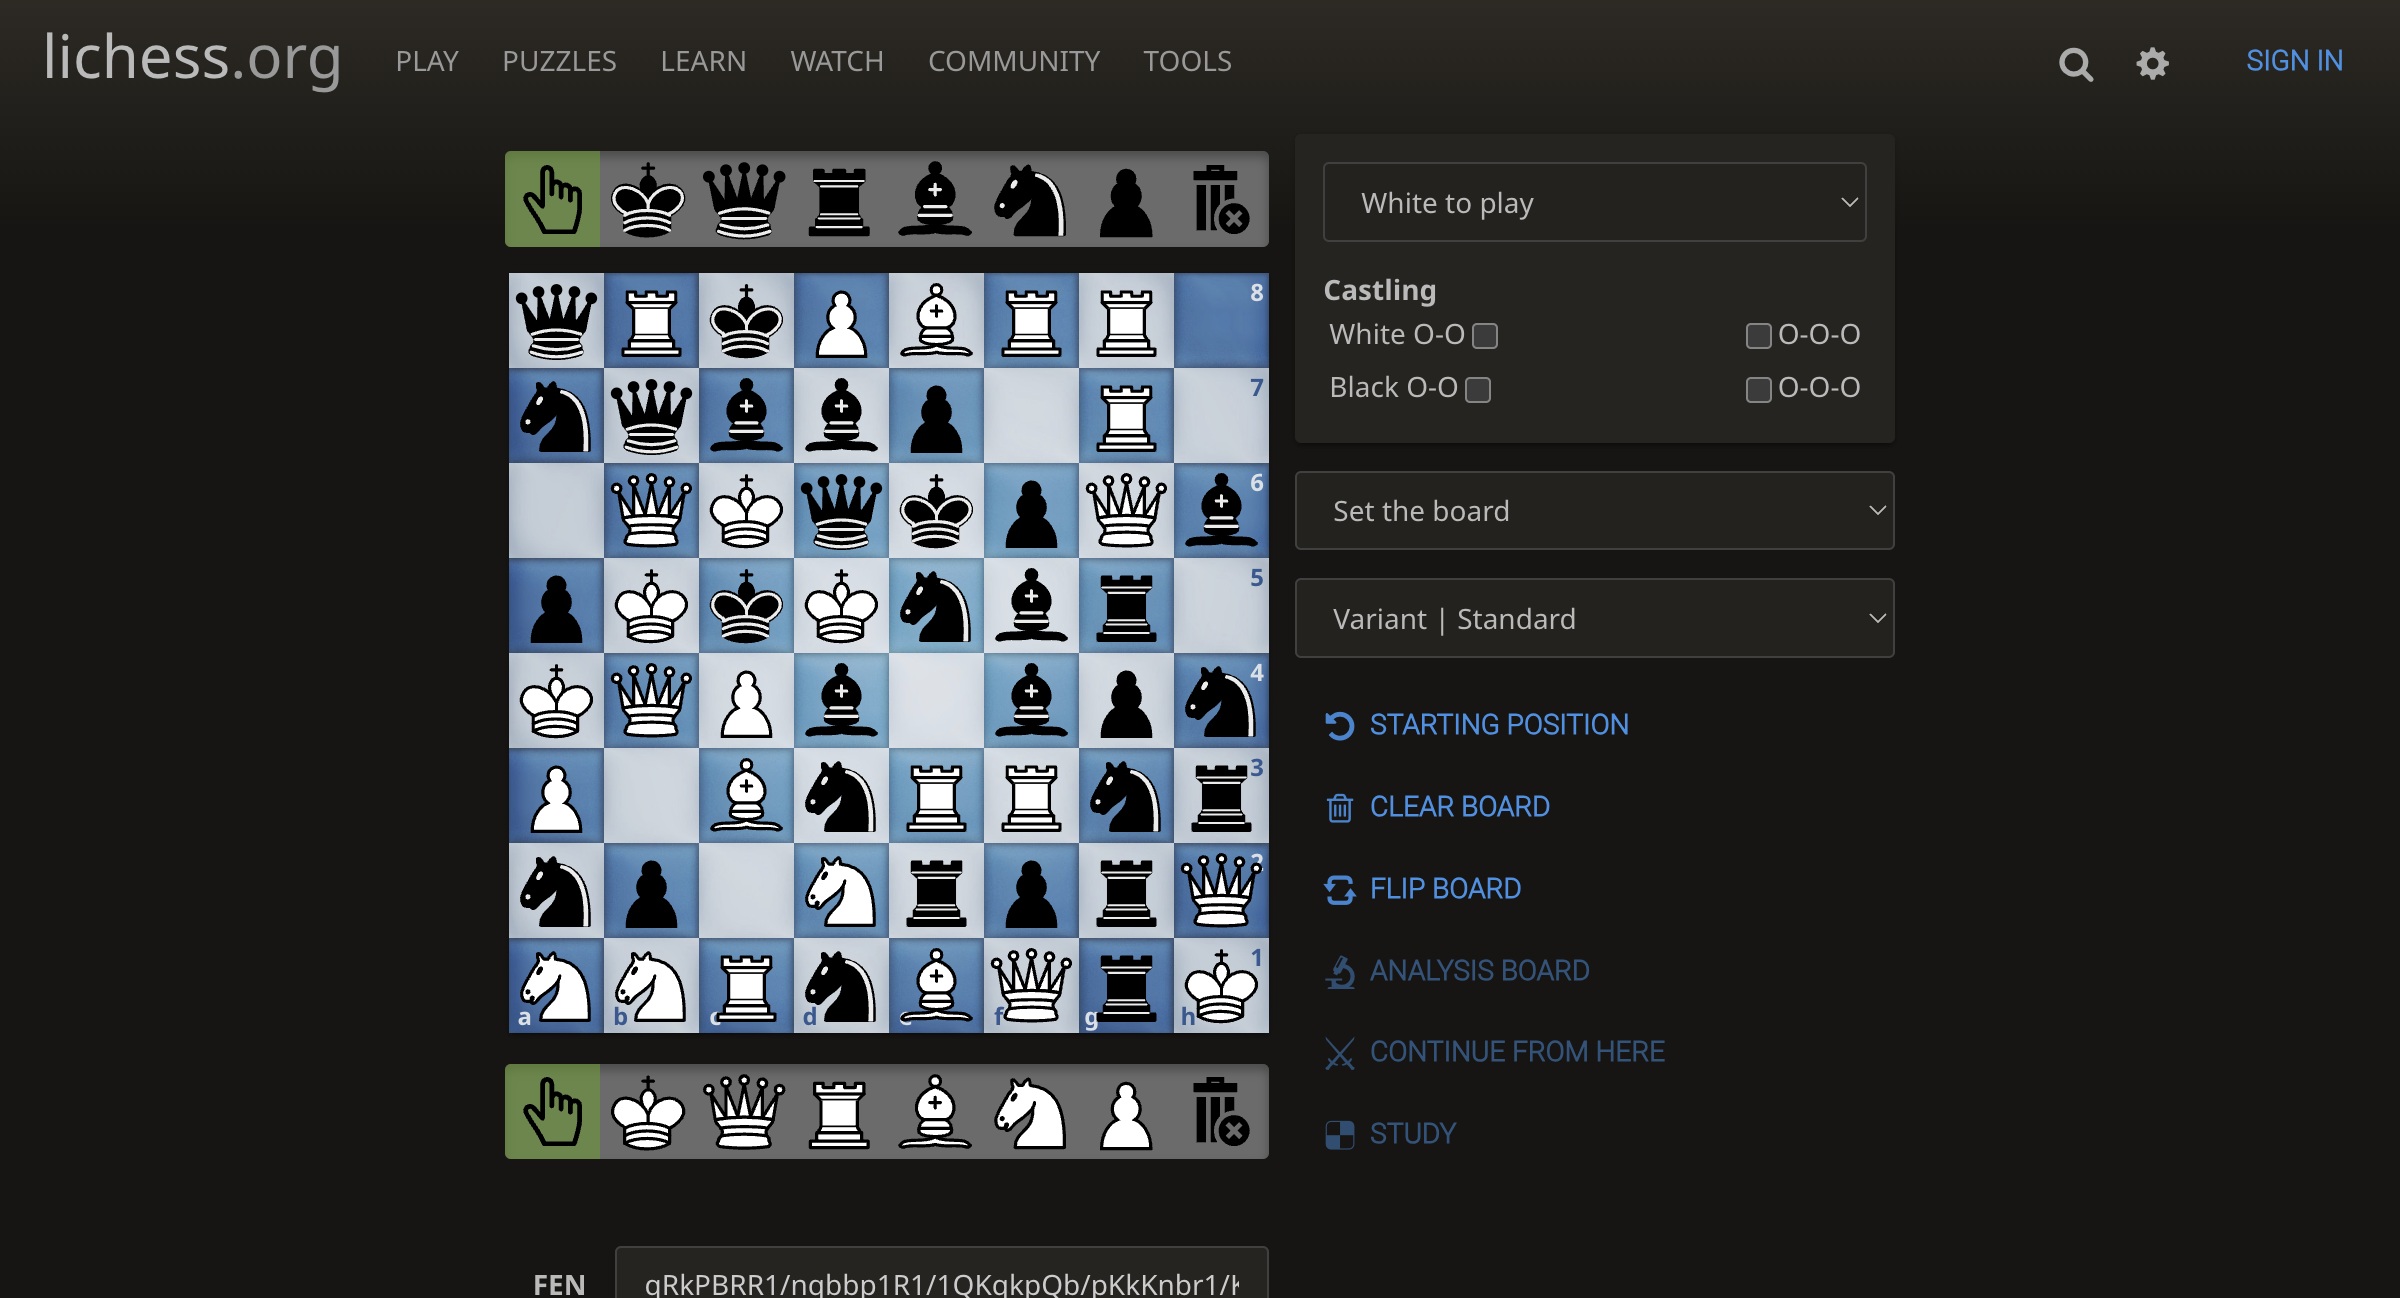 lichess.org PLAY PUZZLES LEARN WATCH COMMUNITY TOOLS SIGN IN
White to play
Castling
White O-O O-O-O
Black O-O O-O-O
Set the board
Variant | Standard
STARTING POSITION
CLEAR BOARD
FLIP BOARD
ANALYSIS BOARD
CONTINUE FROM HERE
STUDY
8
7
6
5
4
3
2
1
a b c d e f g h
FEN qRkPBRR1/nqbbp1R1/1QKqkpQb/pKkKnbr1/K